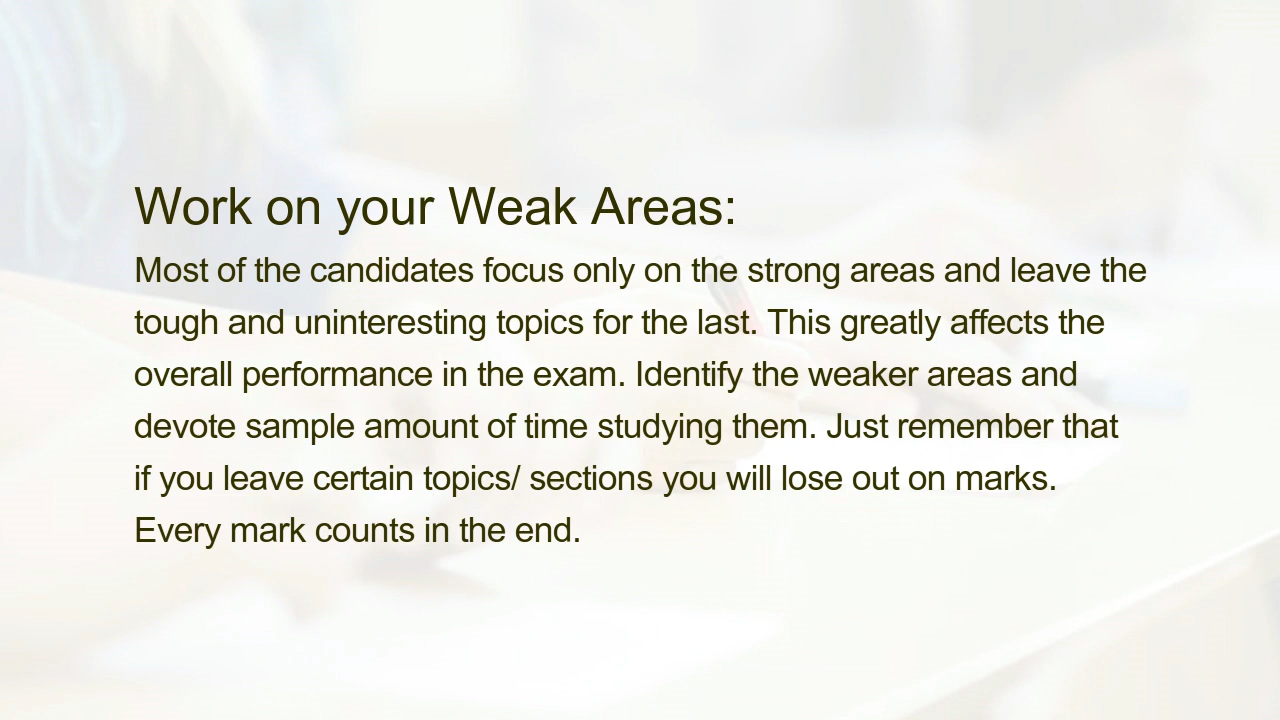 Work on your Weak Areas:
Most of the candidates focus only on the strong areas and leave the
tough and uninteresting topics for the last. This greatly affects the
overall performance in the exam. Identify the weaker areas and
devote sample amount of time studying them. Just remember that
if you leave certain topics/ sections you will lose out on marks.
Every mark counts in the end.